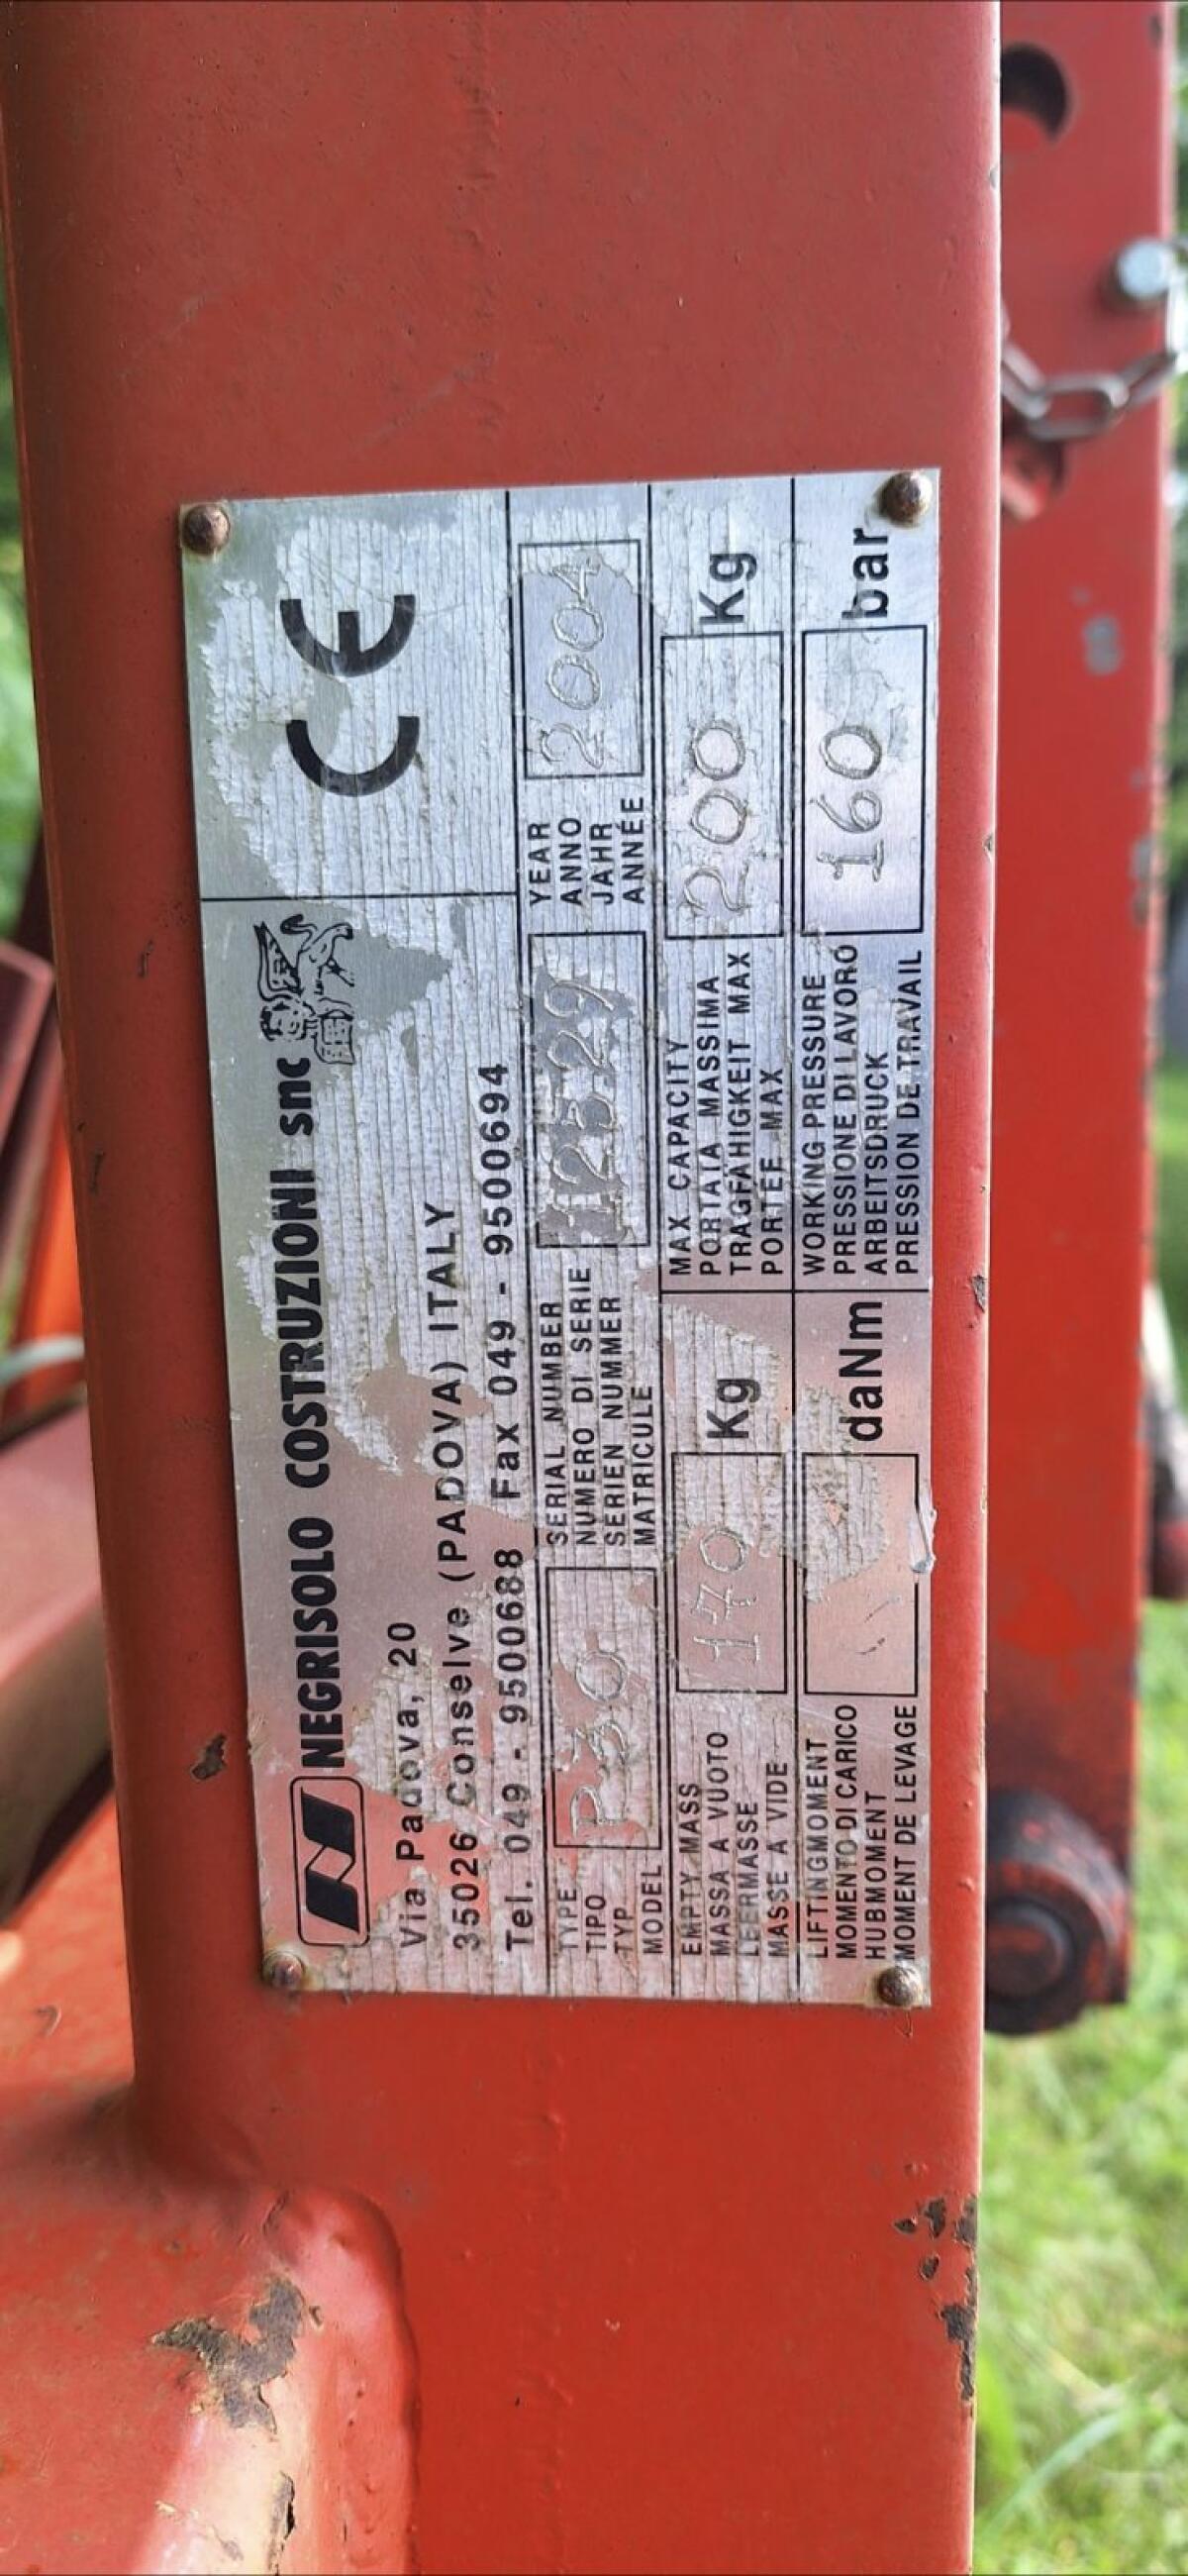 NEGRISOLO COSTRUZIONI snc
CE
Via Padova, 20
35026 Conselve (PADOVA) ITALY
Tel. 049 - 9500688 Fax 049 - 9500694
TYPE
TIPO
TYP
MODEL
P30
SERIAL NUMBER
NUMERO DI SERIE
SERIEN NUMMER
MATRICULE
YEAR
ANNO
JAHR
ANNÉE
2004
EMPTY MASS
MASSA A VUOTO
LEERMASSE
MASSE A VIDE
170 Kg
MAX CAPACITY
PORTATA MASSIMA
TRAGFÄHIGKEIT MAX
PORTEE MAX
200 Kg
LIFTINGMOMENT
MOMENTO DI CARICO
HUBMOMENT
MOMENT DE LEVAGE
daNm
WORKING PRESSURE
PRESSIONE DI LAVORO
ARBEITSDRUCK
PRESSION DE TRAVAIL
160 bar